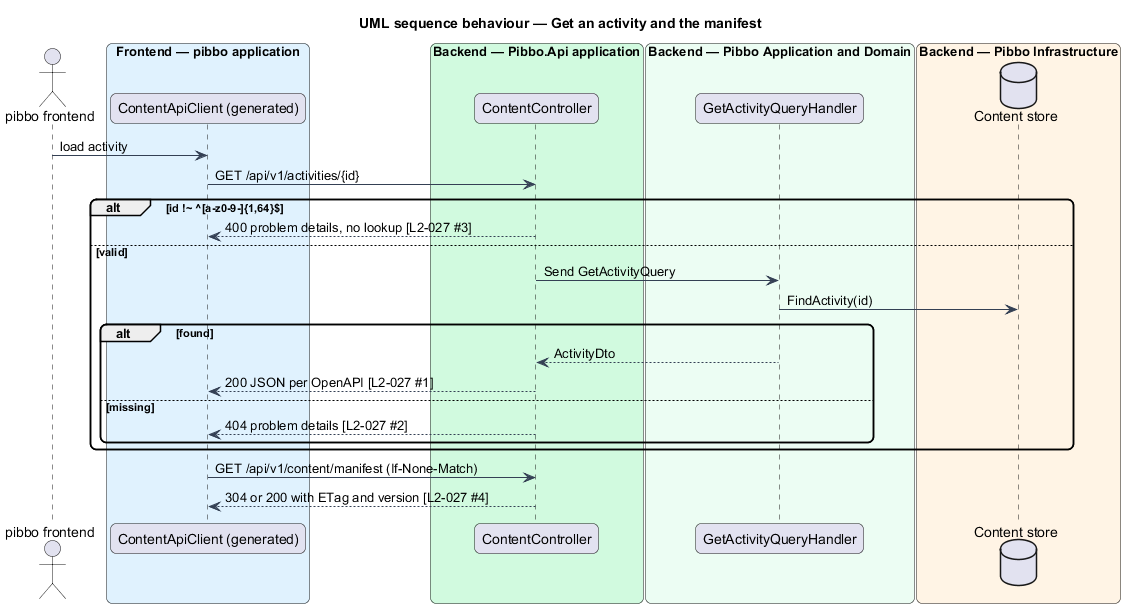 UML sequence behaviour — Get an activity and the manifest
Frontend — pibbo application
Backend — Pibbo.Api application
Backend — Pibbo Application and Domain
Backend — Pibbo Infrastructure
pibbo frontend
ContentApiClient (generated)
ContentController
GetActivityQueryHandler
Content store
load activity
GET /api/v1/activities/{id}
alt
[id !~ ^[a-z0-9-]{1,64}$]
400 problem details, no lookup [L2-027 #3]
[valid]
Send GetActivityQuery
FindActivity(id)
alt
[found]
ActivityDto
200 JSON per OpenAPI [L2-027 #1]
[missing]
404 problem details [L2-027 #2]
GET /api/v1/content/manifest (If-None-Match)
304 or 200 with ETag and version [L2-027 #4]
pibbo frontend
ContentApiClient (generated)
ContentController
GetActivityQueryHandler
Content store